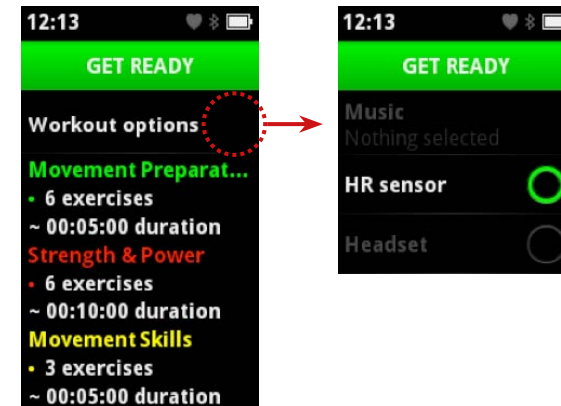 12:13
GET READY
Workout options
Movement Preparat...
• 6 exercises
~ 00:05:00 duration
Strength & Power
• 6 exercises
~ 00:10:00 duration
Movement Skills
• 3 exercises
~ 00:05:00 duration
12:13
GET READY
Music
Nothing selected
HR sensor
Headset